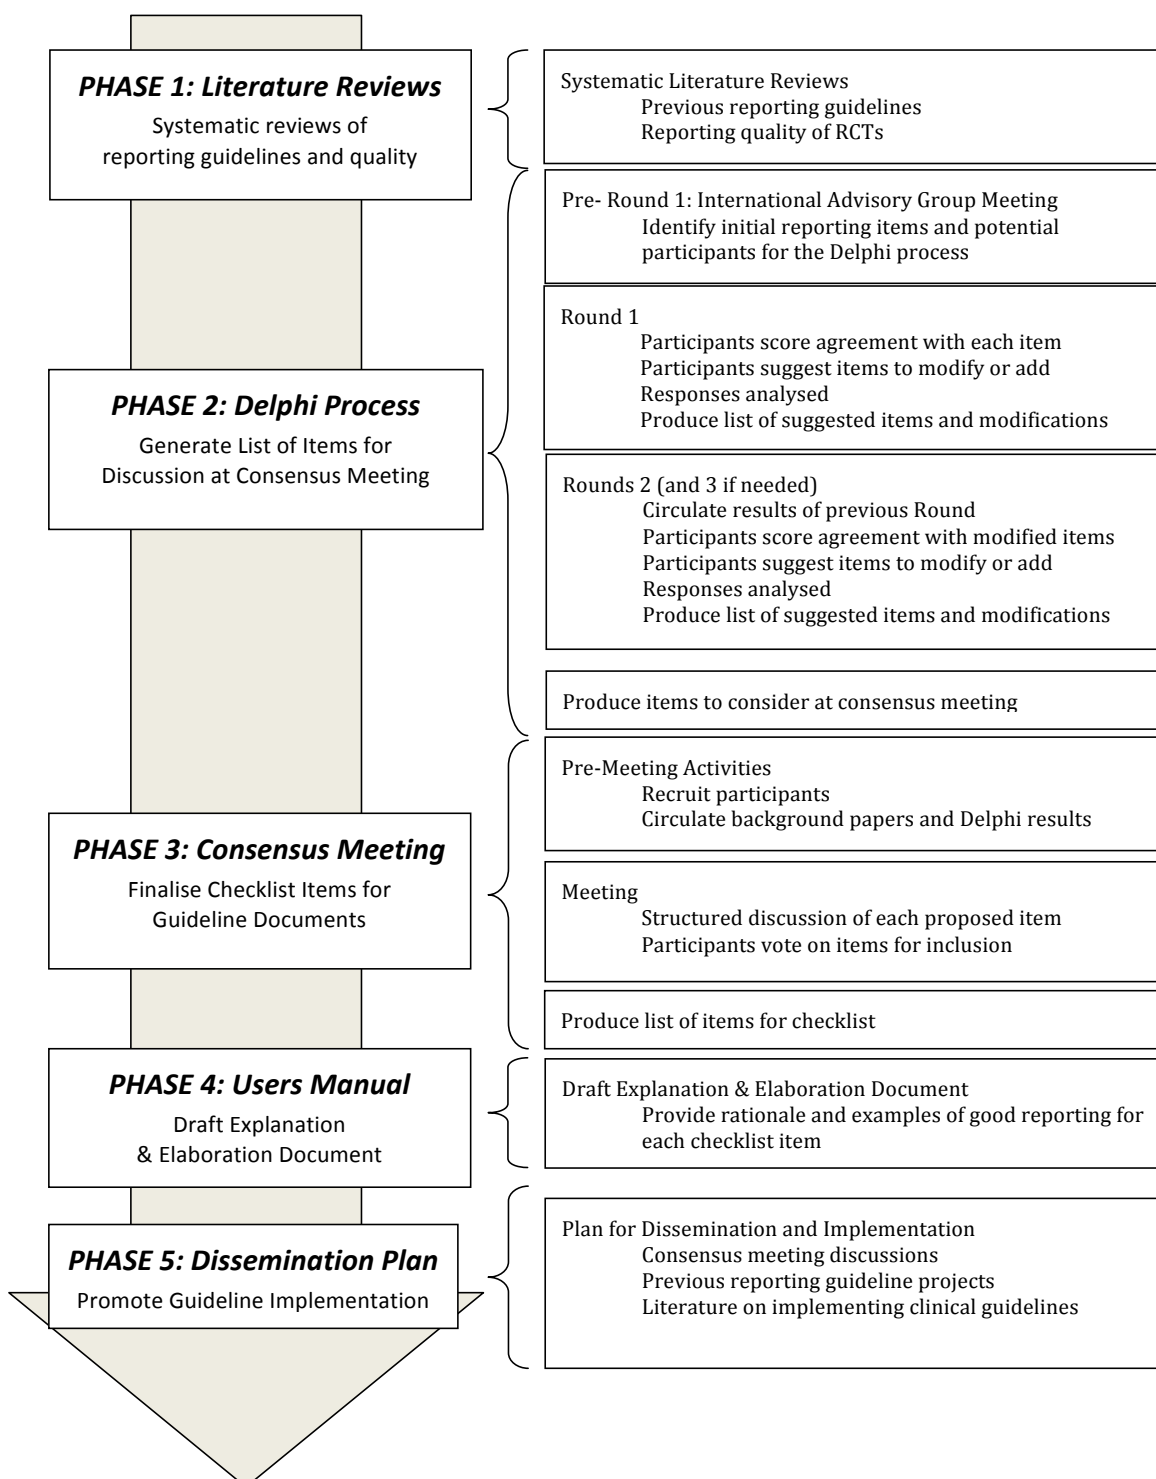 PHASE 1: Literature Reviews
Systematic reviews of
reporting guidelines and quality
Systematic Literature Reviews
Previous reporting guidelines
Reporting quality of RCTs
PHASE 2: Delphi Process
Generate List of Items for
Discussion at Consensus Meeting
Pre- Round 1: International Advisory Group Meeting
Identify initial reporting items and potential
participants for the Delphi process
Round 1
Participants score agreement with each item
Participants suggest items to modify or add
Responses analysed
Produce list of suggested items and modifications
Rounds 2 (and 3 if needed)
Circulate results of previous Round
Participants score agreement with modified items
Participants suggest items to modify or add
Responses analysed
Produce list of suggested items and modifications
Produce items to consider at consensus meeting
PHASE 3: Consensus Meeting
Finalise Checklist Items for
Guideline Documents
Pre-Meeting Activities
Recruit participants
Circulate background papers and Delphi results
Meeting
Structured discussion of each proposed item
Participants vote on items for inclusion
Produce list of items for checklist
PHASE 4: Users Manual
Draft Explanation
& Elaboration Document
Draft Explanation & Elaboration Document
Provide rationale and examples of good reporting for
each checklist item
PHASE 5: Dissemination Plan
Promote Guideline Implementation
Plan for Dissemination and Implementation
Consensus meeting discussions
Previous reporting guideline projects
Literature on implementing clinical guidelines